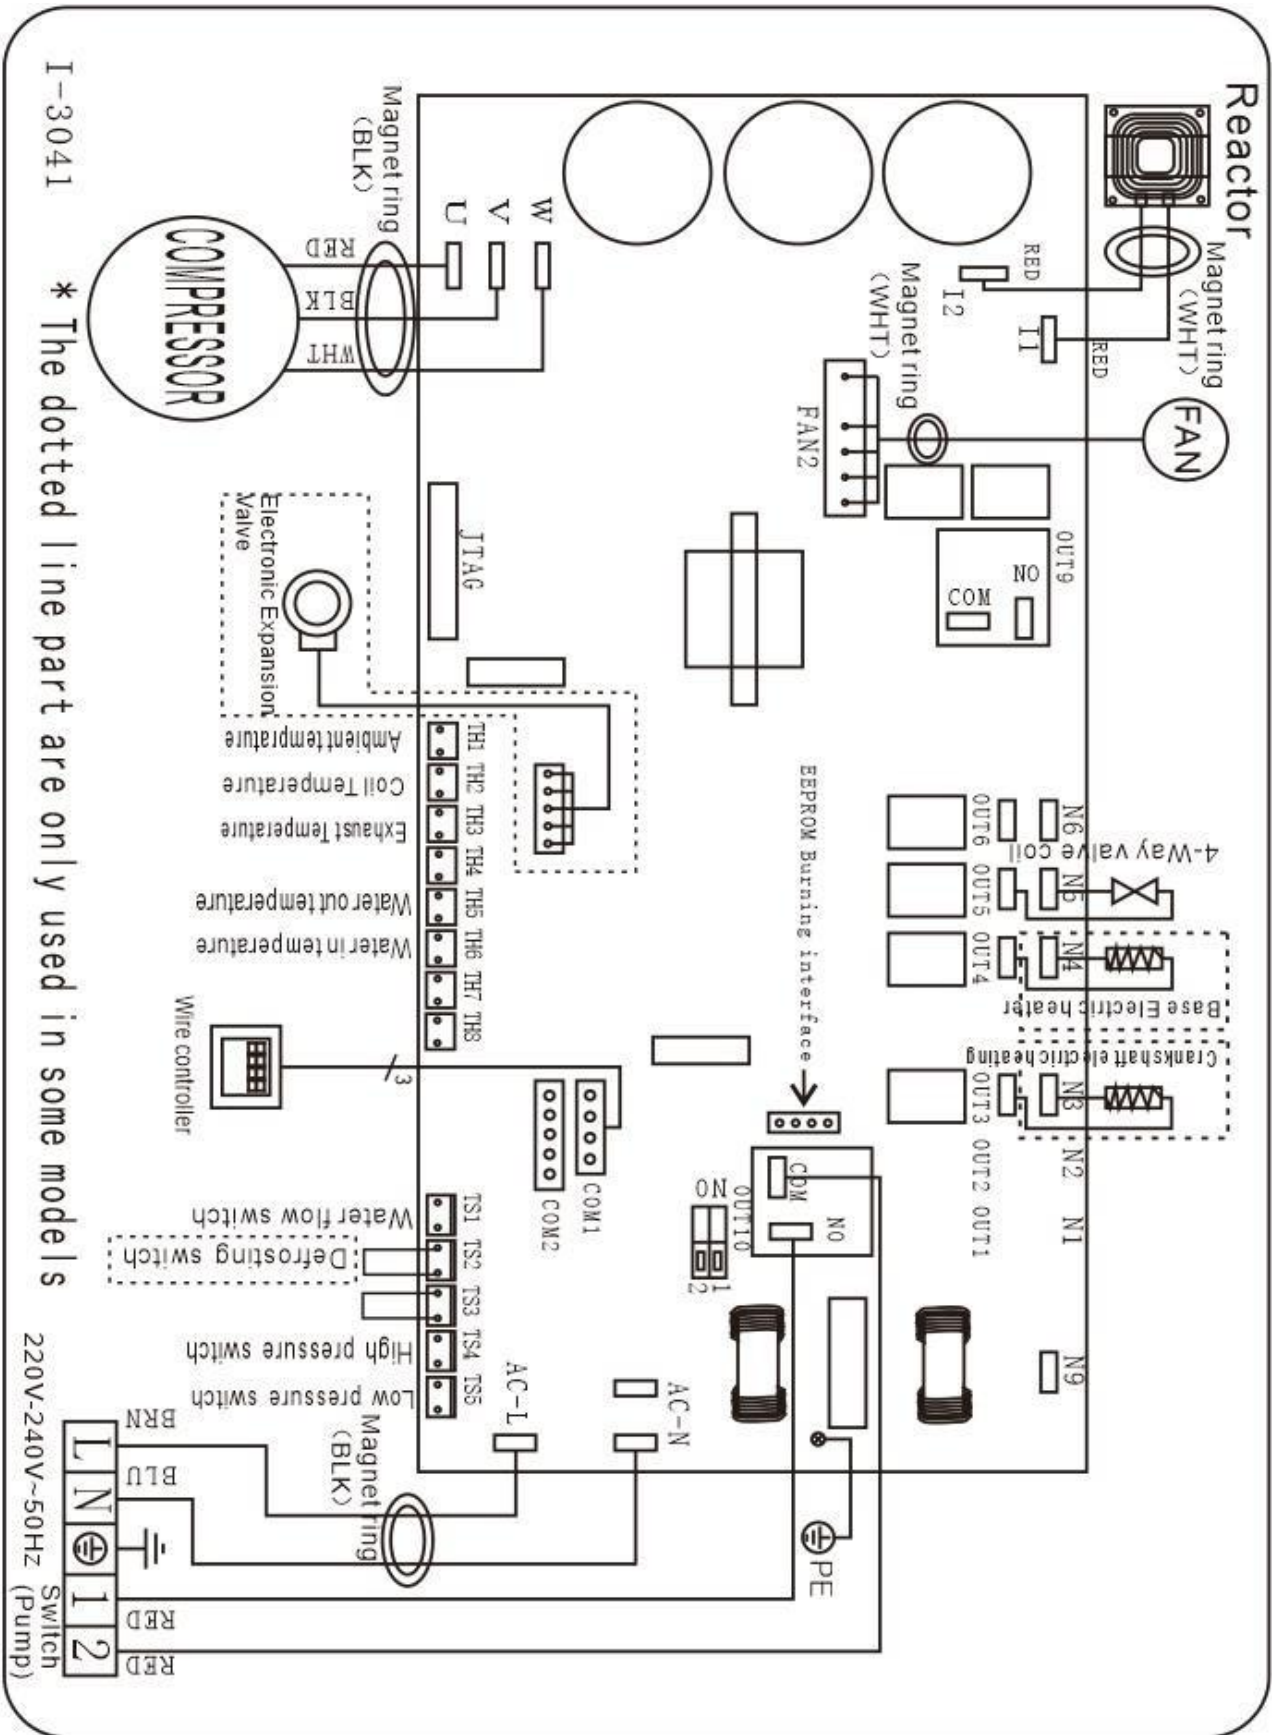 Reactor
Magnet ring
(WHT)
FAN
RED
RED
I2
I1
Magnet ring
(WHT)
FAN2
OUT9
NO
COM
N6
OUT6
4-Way valve coil
N5
OUT5
N4
OUT4
Base Electric heater
Crankshaft electric heating
N3
OUT3
N2
OUT2
N1
OUT1
N9
EEPROM Burning interface
COM
NO
OUT10
ON
1
2
PE
W
V
U
Magnet ring
(BLK)
RED
BLK
WHT
COMPRESSOR
JTAG
Electronic Expansion
Valve
TH1
Ambient temprature
TH2
Coil Temperature
TH3
Exhaust Temperature
TH4
TH5
Water out temperature
TH6
Water in temperature
TH7
TH8
Wire controller
3
COM1
COM2
TS1
Water flow switch
TS2
Defrosting switch
TS3
TS4
High pressure switch
TS5
Low pressure switch
AC-L
AC-N
Magnet ring
(BLK)
BRN
BLU
RED
RED
L
N
1
2
220V-240V~50Hz
Switch
(Pump)
I-3041
* The dotted line part are only used in some models